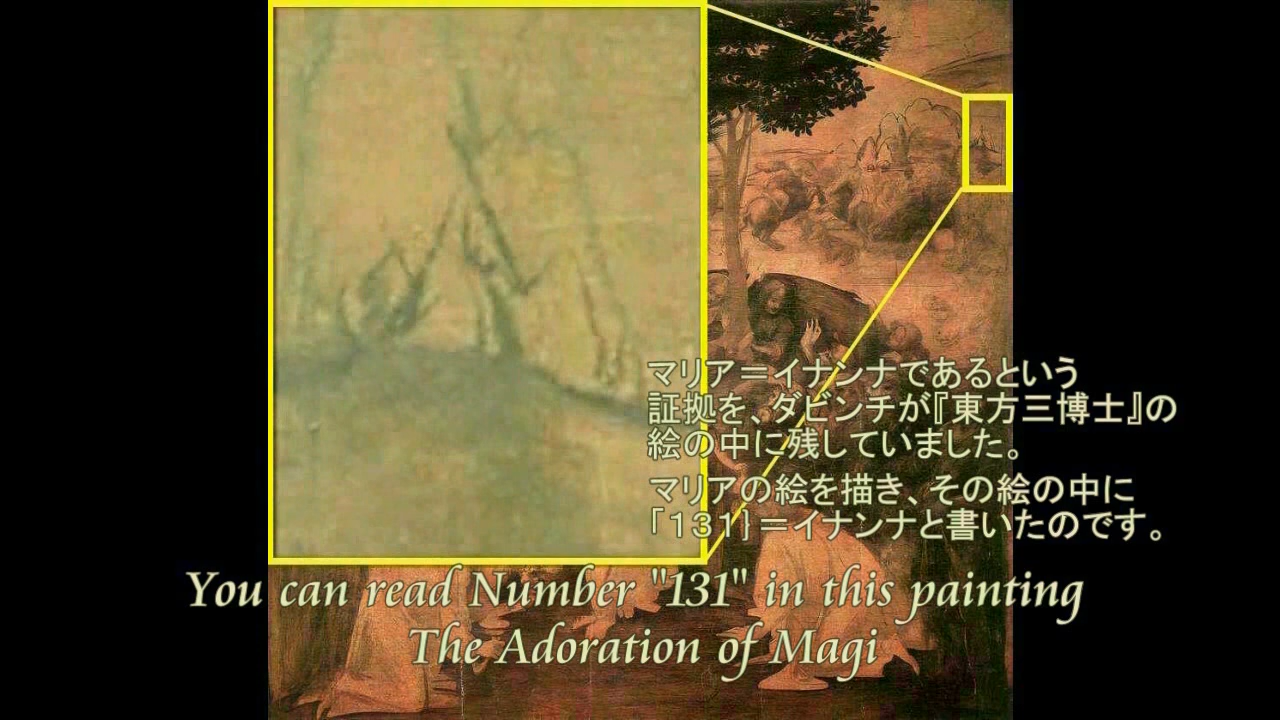 マリア＝イナンナであるという
証拠を、ダビンチが『東方三博士』の
絵の中に残していました。
マリアの絵を描き、その絵の中に
「１３１}＝イナンナと書いたのです。
You can read Number "131" in this painting
The Adoration of Magi